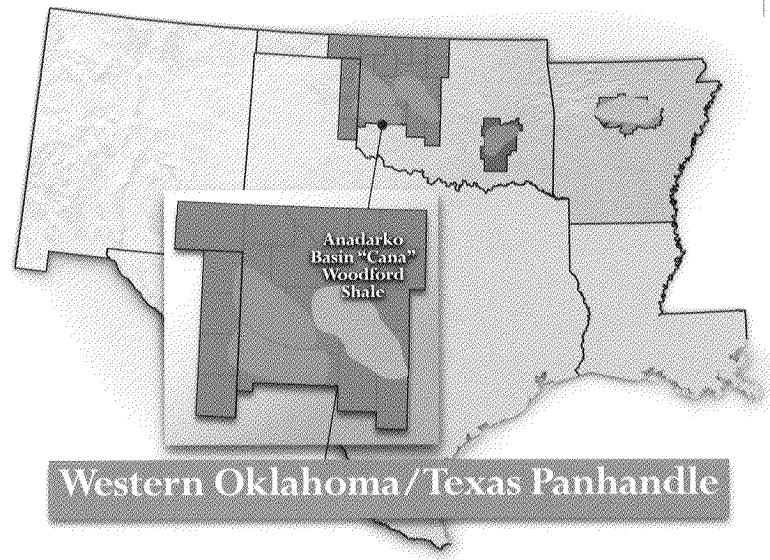 Anadarko
Basin "Cana"
Woodford
Shale
Western Oklahoma/Texas Panhandle